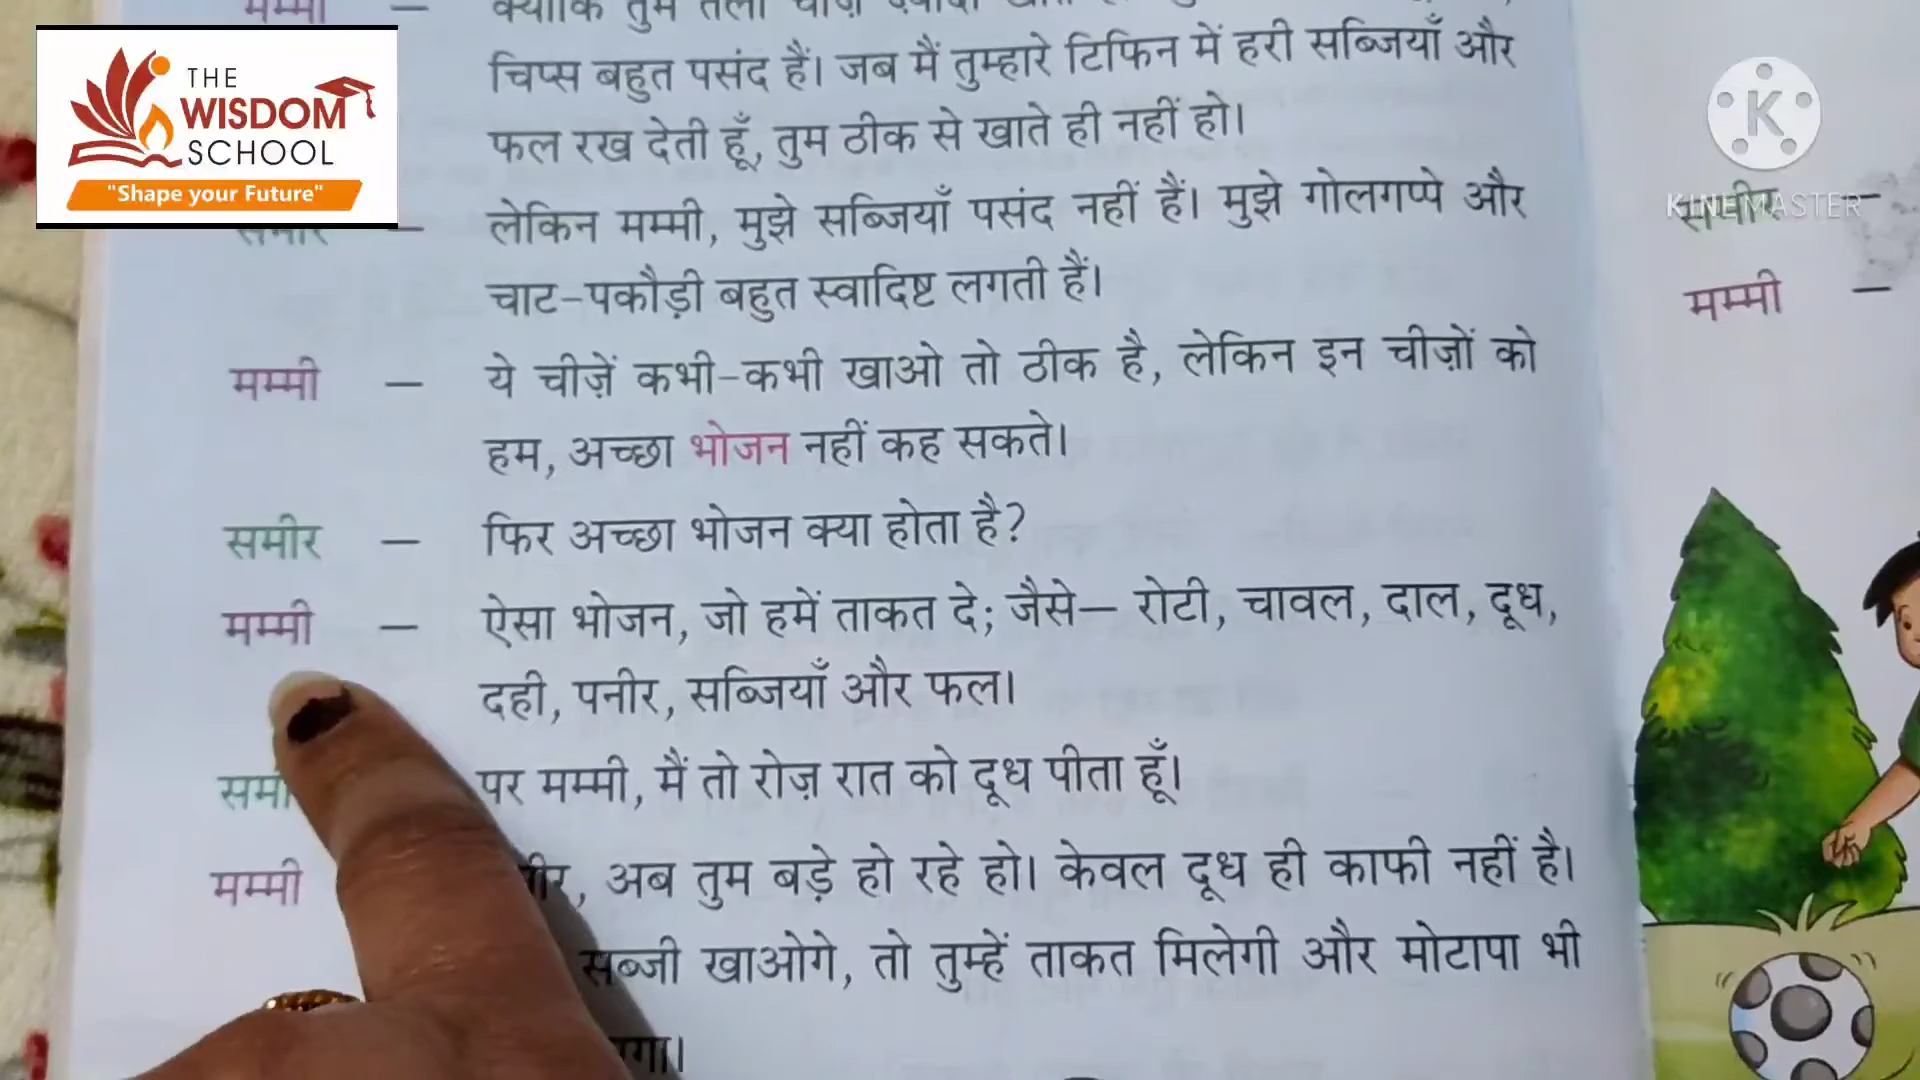 मम्मी –
THE
WISDOM
SCHOOL
"Shape your Future"
चिप्स बहुत पसंद हैं। जब मैं तुम्हारे टिफिन में हरी सब्जियाँ और
फल रख देती हूँ, तुम ठीक से खाते ही नहीं हो।
समीर – लेकिन मम्मी, मुझे सब्जियाँ पसंद नहीं हैं। मुझे गोलगप्पे और
चाट-पकौड़ी बहुत स्वादिष्ट लगती हैं।
मम्मी – ये चीज़ें कभी-कभी खाओ तो ठीक है, लेकिन इन चीज़ों को
हम, अच्छा भोजन नहीं कह सकते।
समीर – फिर अच्छा भोजन क्या होता है?
मम्मी – ऐसा भोजन, जो हमें ताकत दे; जैसे– रोटी, चावल, दाल, दूध,
दही, पनीर, सब्जियाँ और फल।
पर मम्मी, मैं तो रोज़ रात को दूध पीता हूँ।
मम्मी अब तुम बड़े हो रहे हो। केवल दूध ही काफी नहीं है।
सब्जी खाओगे, तो तुम्हें ताकत मिलेगी और मोटापा भी
K
KINEMASTER
समीर –
मम्मी –